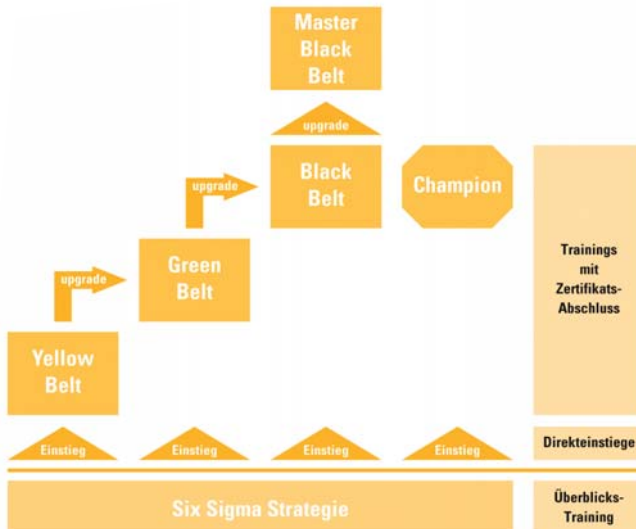 Master
Black
Belt
upgrade
Black
Belt
Champion
upgrade
Green
Belt
upgrade
Yellow
Belt
Trainings
mit
Zertifikats-
Abschluss
Einstieg
Einstieg
Einstieg
Einstieg
Direkteinstiege
Six Sigma Strategie
Überblicks-
Training